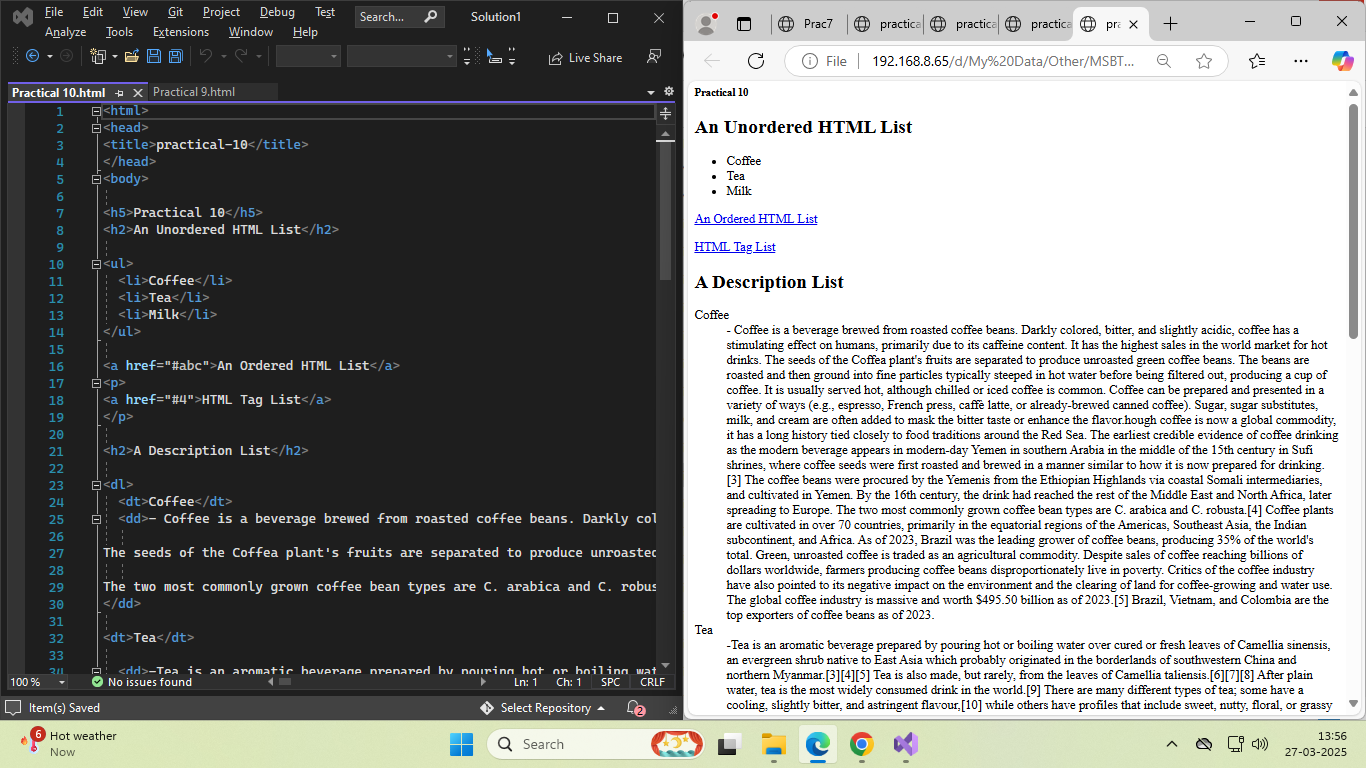 File Edit View Git Project Debug Test
Analyze Tools Extensions Window Help
Search...
Solution1
Live Share
Practical 10.html
Practical 9.html
1 <html>
2 <head>
3 <title>practical-10</title>
4 </head>
5 <body>
6
7 <h5>Practical 10</h5>
8 <h2>An Unordered HTML List</h2>
9
10 <ul>
11 <li>Coffee</li>
12 <li>Tea</li>
13 <li>Milk</li>
14 </ul>
15
16 <a href="#abc">An Ordered HTML List</a>
17 <p>
18 <a href="#4">HTML Tag List</a>
19 </p>
20
21 <h2>A Description List</h2>
22
23 <dl>
24 <dt>Coffee</dt>
25 <dd>- Coffee is a beverage brewed from roasted coffee beans. Darkly col
26
27 The seeds of the Coffea plant's fruits are separated to produce unroasted
28
29 The two most commonly grown coffee bean types are C. arabica and C. robus
30 </dd>
31
32 <dt>Tea</dt>
33
34 <dd>-Tea is an aromatic beverage prepared by pouring hot or boiling wat
100 %
No issues found
Ln: 1 Ch: 1 SPC CRLF
Item(s) Saved
Select Repository
2
Prac7
practica
practica
practica
pra
File
192.168.8.65/d/My%20Data/Other/MSBT...
Practical 10
An Unordered HTML List
• Coffee
• Tea
• Milk
An Ordered HTML List
HTML Tag List
A Description List
Coffee
- Coffee is a beverage brewed from roasted coffee beans. Darkly colored, bitter, and slightly acidic, coffee has a
stimulating effect on humans, primarily due to its caffeine content. It has the highest sales in the world market for hot
drinks. The seeds of the Coffea plant's fruits are separated to produce unroasted green coffee beans. The beans are
roasted and then ground into fine particles typically steeped in hot water before being filtered out, producing a cup of
coffee. It is usually served hot, although chilled or iced coffee is common. Coffee can be prepared and presented in a
variety of ways (e.g., espresso, French press, caffè latte, or already-brewed canned coffee). Sugar, sugar substitutes,
milk, and cream are often added to mask the bitter taste or enhance the flavor.hough coffee is now a global commodity,
it has a long history tied closely to food traditions around the Red Sea. The earliest credible evidence of coffee drinking
as the modern beverage appears in modern-day Yemen in southern Arabia in the middle of the 15th century in Sufi
shrines, where coffee seeds were first roasted and brewed in a manner similar to how it is now prepared for drinking.
[3] The coffee beans were procured by the Yemenis from the Ethiopian Highlands via coastal Somali intermediaries,
and cultivated in Yemen. By the 16th century, the drink had reached the rest of the Middle East and North Africa, later
spreading to Europe. The two most commonly grown coffee bean types are C. arabica and C. robusta.[4] Coffee plants
are cultivated in over 70 countries, primarily in the equatorial regions of the Americas, Southeast Asia, the Indian
subcontinent, and Africa. As of 2023, Brazil was the leading grower of coffee beans, producing 35% of the world's
total. Green, unroasted coffee is traded as an agricultural commodity. Despite sales of coffee reaching billions of
dollars worldwide, farmers producing coffee beans disproportionately live in poverty. Critics of the coffee industry
have also pointed to its negative impact on the environment and the clearing of land for coffee-growing and water use.
The global coffee industry is massive and worth $495.50 billion as of 2023.[5] Brazil, Vietnam, and Colombia are the
top exporters of coffee beans as of 2023.
Tea
-Tea is an aromatic beverage prepared by pouring hot or boiling water over cured or fresh leaves of Camellia sinensis,
an evergreen shrub native to East Asia which probably originated in the borderlands of southwestern China and
northern Myanmar.[3][4][5] Tea is also made, but rarely, from the leaves of Camellia taliensis.[6][7][8] After plain
water, tea is the most widely consumed drink in the world.[9] There are many different types of tea; some have a
cooling, slightly bitter, and astringent flavour,[10] while others have profiles that include sweet, nutty, floral, or grassy
6
Hot weather
Now
Search
13:56
27-03-2025